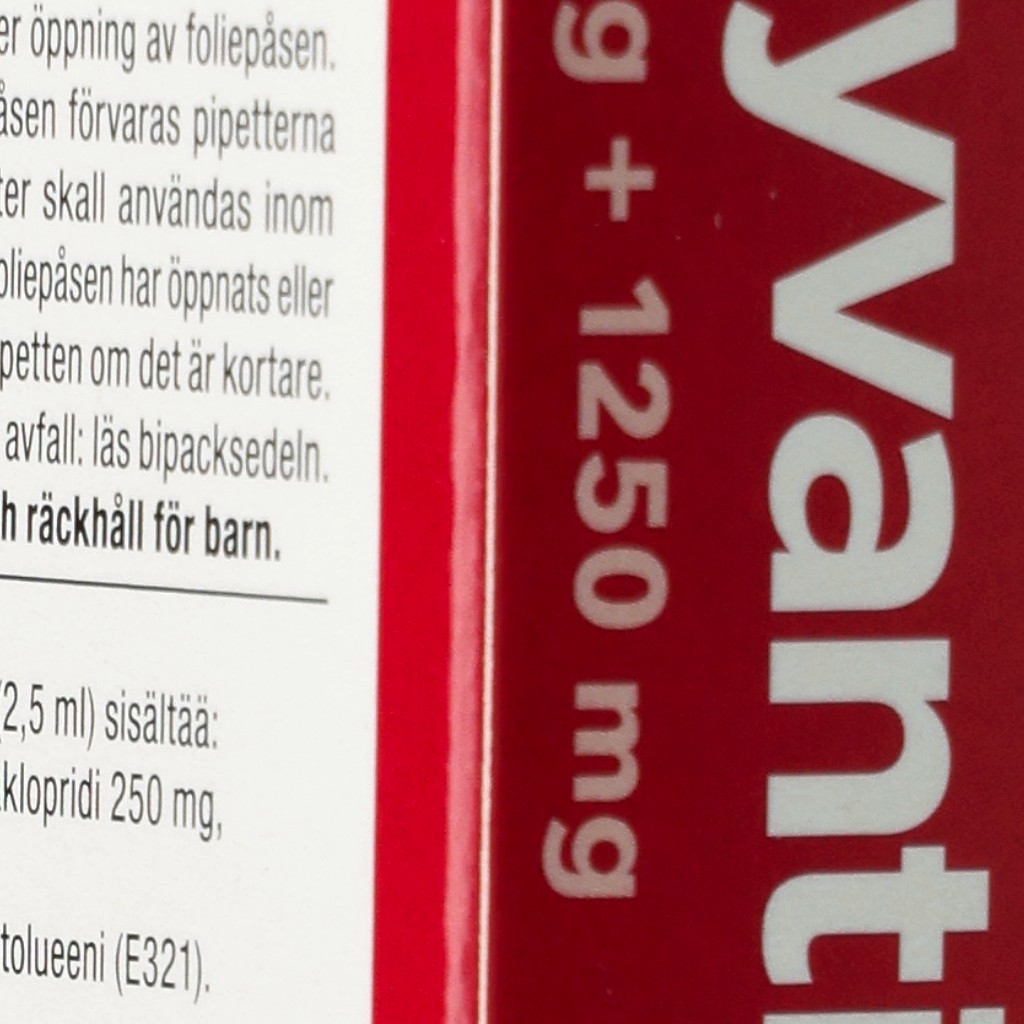 er öppning av foliepåsen.
åsen förvaras pipetterna
ter skall användas inom
oliepåsen har öppnats eller
petten om det är kortare.
avfall: läs bipacksedeln.
h räckhåll för barn.
2,5 ml) sisältää:
klopridi 250 mg,
tolueeni (E321).
g + 1250 mg
ywanti